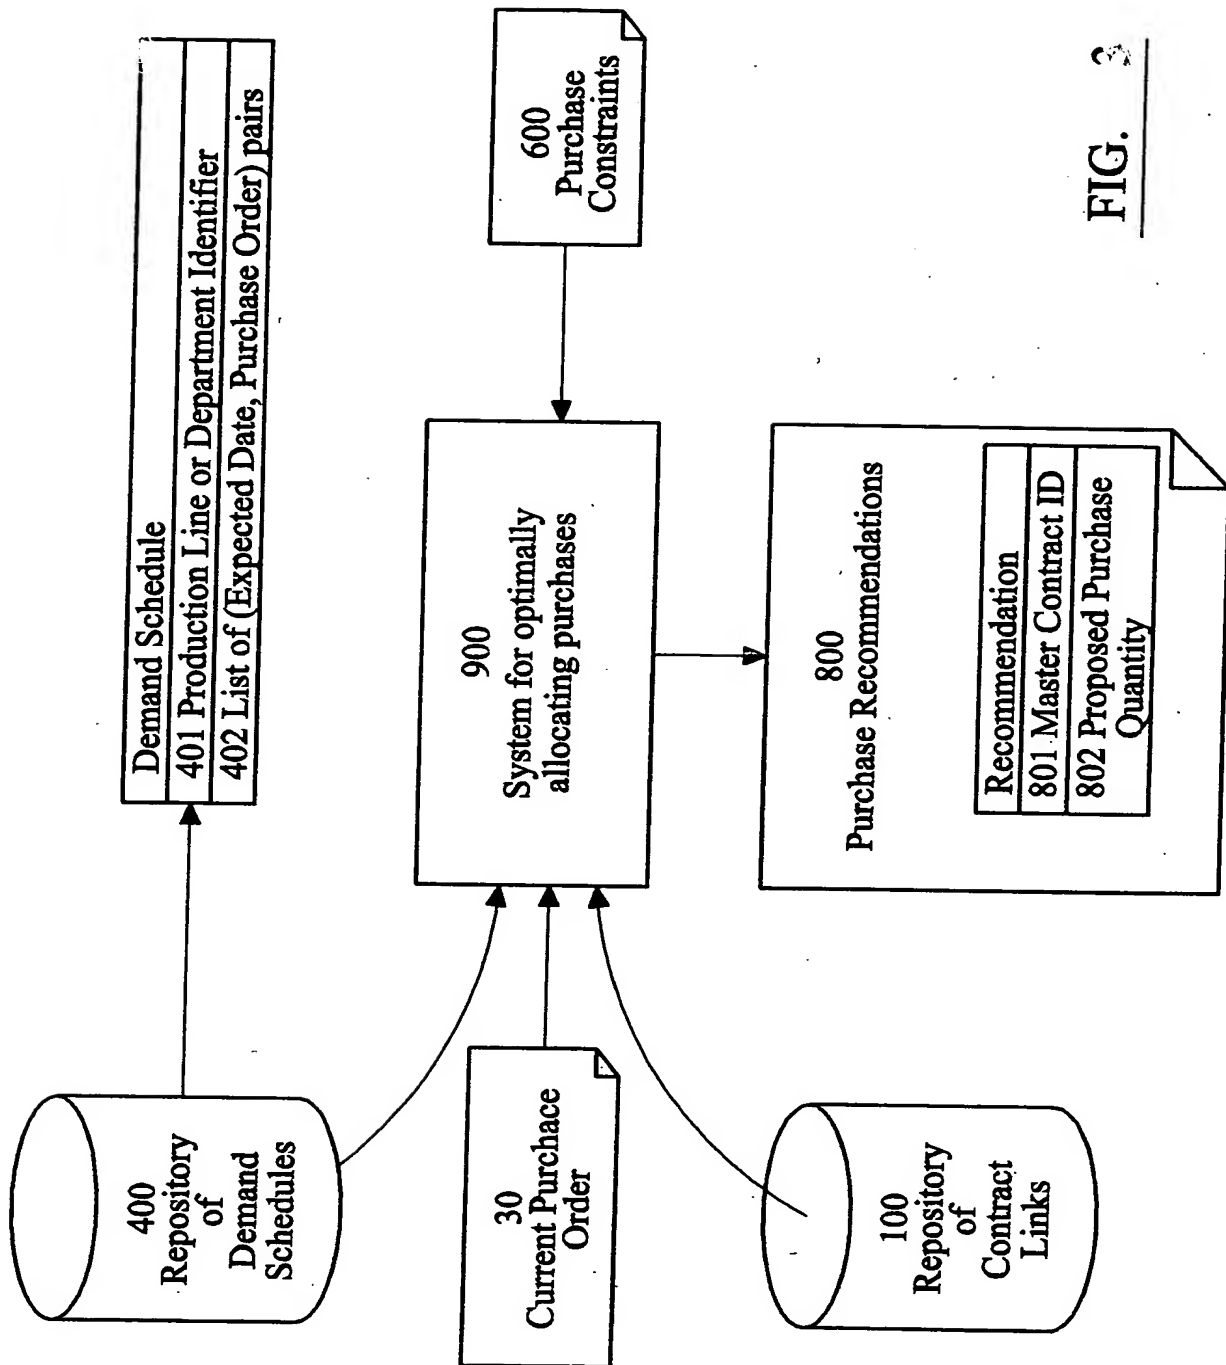 400
Repository
of
Demand
Schedules
Demand Schedule
401 Production Line or Department Identifier
402 List of (Expected Date, Purchase Order) pairs
30
Current Purchace
Order
900
System for optimally
allocating purchases
600
Purchase
Constraints
100
Repository
of
Contract
Links
800
Purchase Recommendations
Recommendation
801 Master Contract ID
802 Proposed Purchase
Quantity
FIG. 3